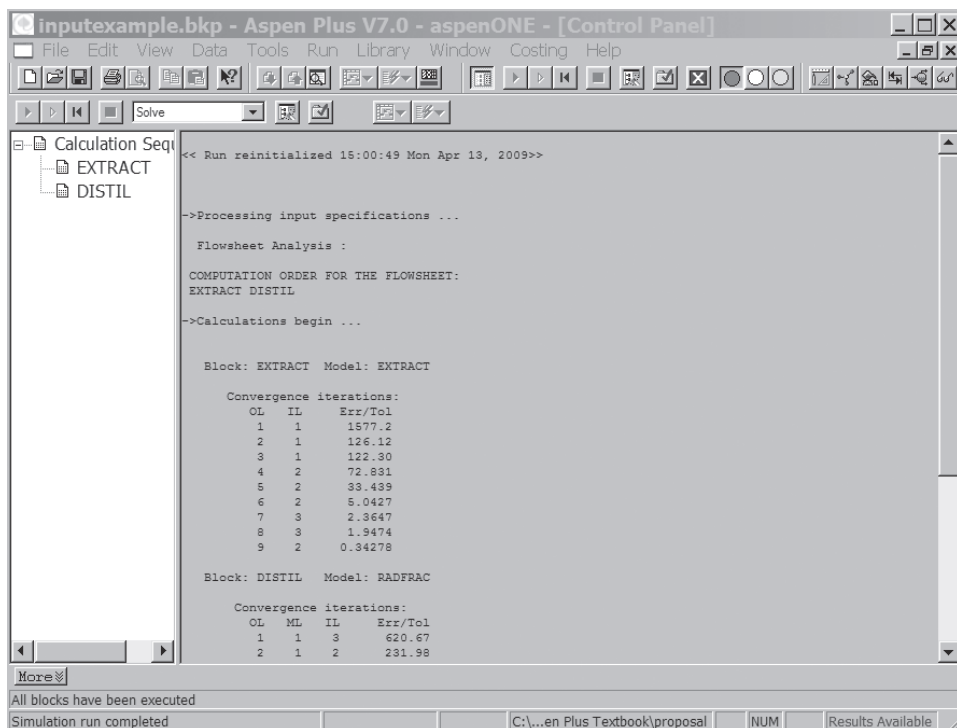 inputexample.bkp - Aspen Plus V7.0 - aspenONE - [Control Panel]
File Edit View Data Tools Run Library Window Costing Help
Solve
Calculation Sequ
EXTRACT
DISTIL
<< Run reinitialized 15:00:49 Mon Apr 13, 2009>>
->Processing input specifications ...
Flowsheet Analysis :
COMPUTATION ORDER FOR THE FLOWSHEET:
EXTRACT DISTIL
->Calculations begin ...
Block: EXTRACT Model: EXTRACT
Convergence iterations:
OL IL Err/Tol
1 1 1577.2
2 1 126.12
3 1 122.30
4 2 72.831
5 2 33.439
6 2 5.0427
7 3 2.3647
8 3 1.9474
9 2 0.34278
Block: DISTIL Model: RADFRAC
Convergence iterations:
OL ML IL Err/Tol
1 1 3 620.67
2 1 2 231.98
More
All blocks have been executed
Simulation run completed C:\...en Plus Textbook\proposal NUM Results Available